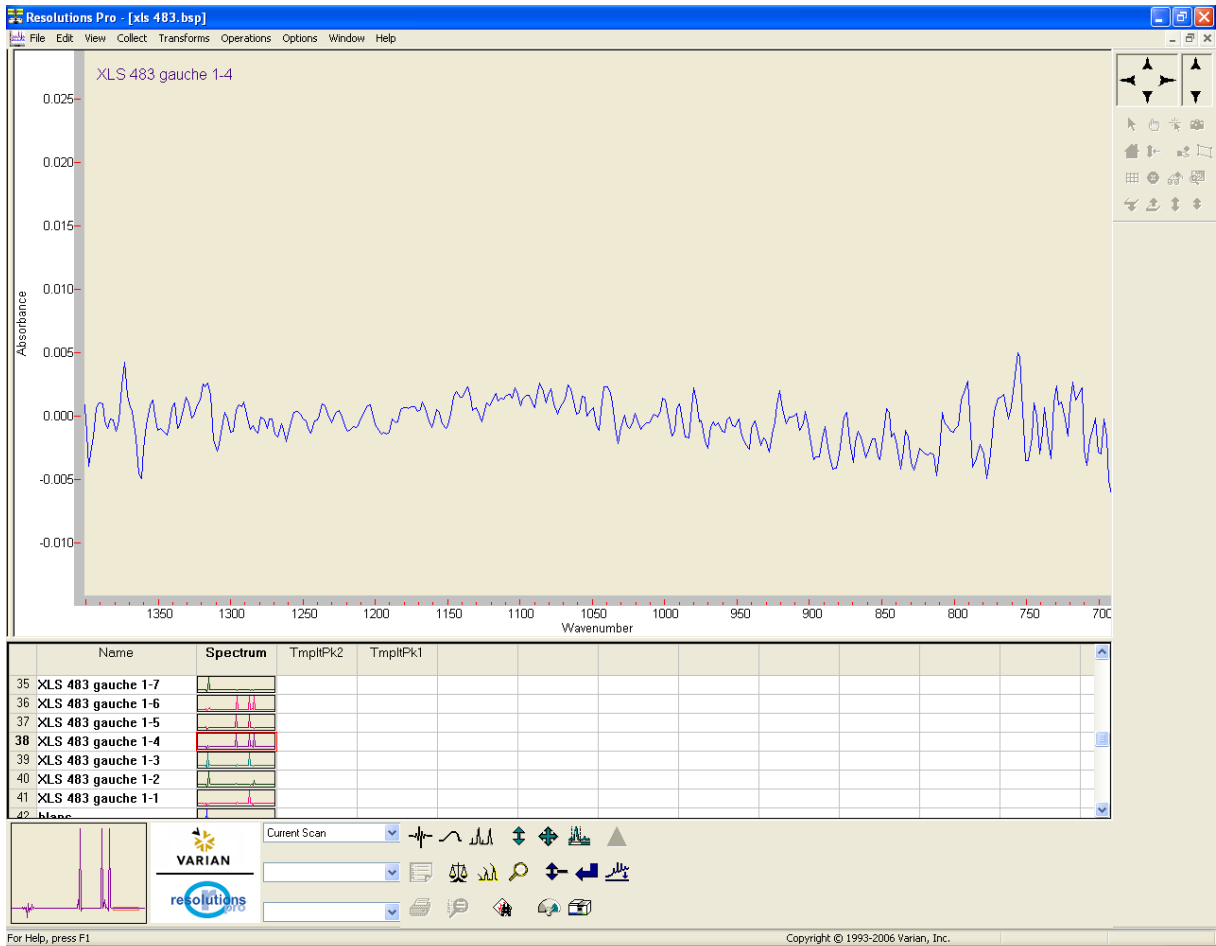 Resolutions Pro - [xls 483.bsp]
File Edit View Collect Transforms Operations Options Window Help
XLS 483 gauche 1-4
0.025
0.020
0.015
0.010
0.005
0.000
-0.005
-0.010
Absorbance
1350 1300 1250 1200 1150 1100 1050 1000 950 900 850 800 750 700
Wavenumber
Name Spectrum TmpltPk2 TmpltPk1
35 XLS 483 gauche 1-7
36 XLS 483 gauche 1-6
37 XLS 483 gauche 1-5
38 XLS 483 gauche 1-4
39 XLS 483 gauche 1-3
40 XLS 483 gauche 1-2
41 XLS 483 gauche 1-1
42 blanc
Current Scan
VARIAN
resolutions
pro
For Help, press F1
Copyright © 1993-2006 Varian, Inc.